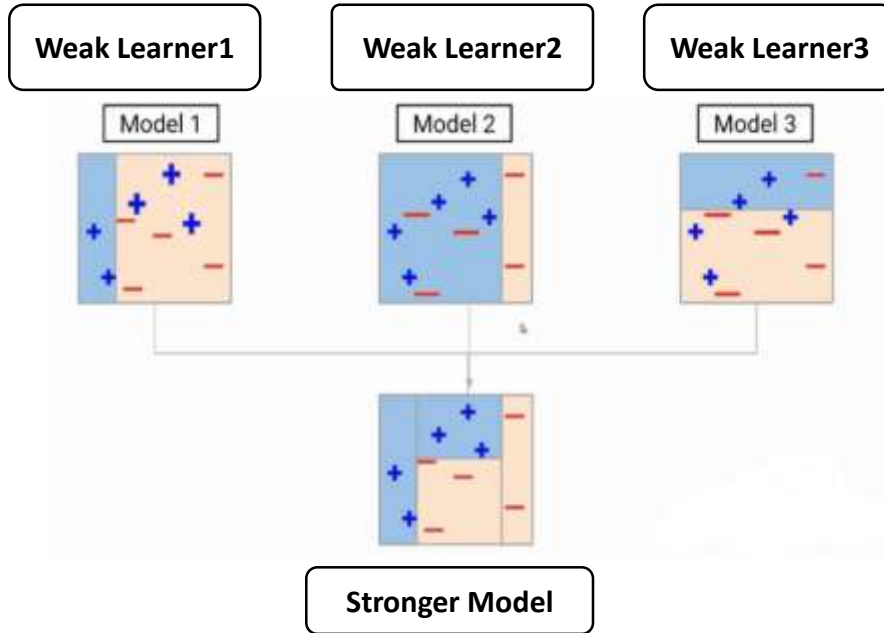 Weak Learner1
Weak Learner2
Weak Learner3
Model 1
Model 2
Model 3
Stronger Model